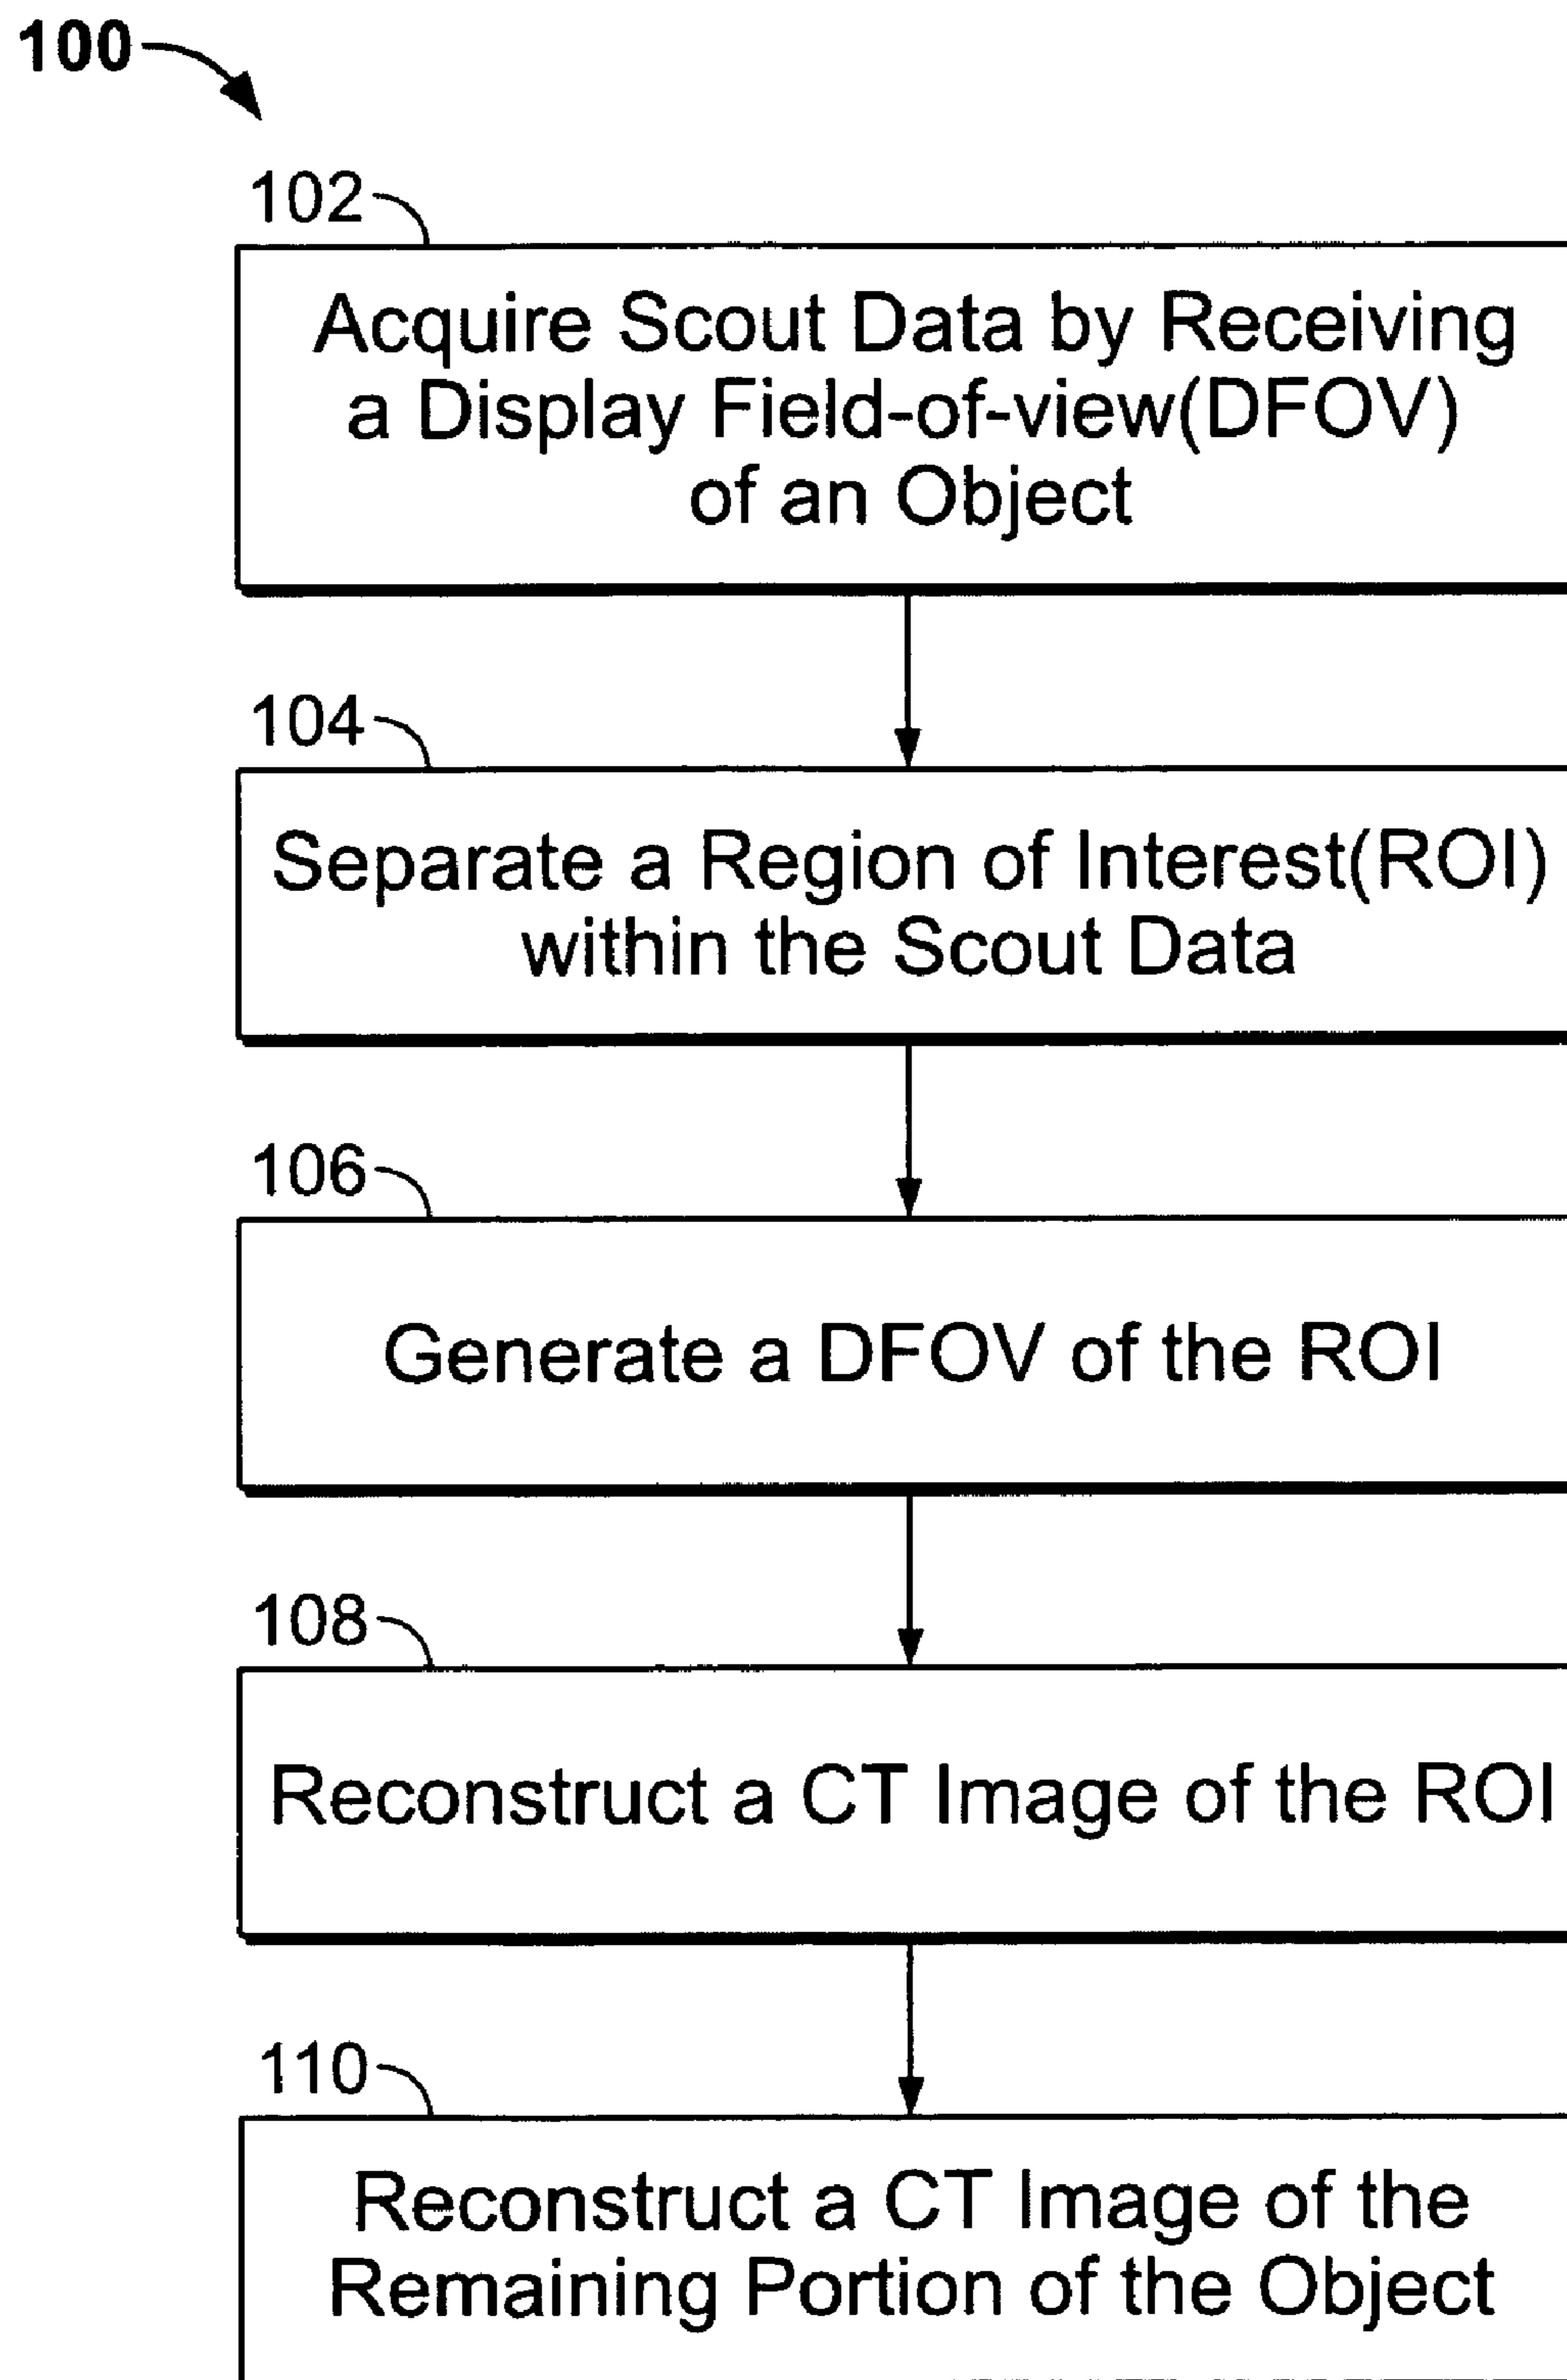 100
102
Acquire Scout Data by Receiving
a Display Field-of-view(DFOV)
of an Object
104
Separate a Region of Interest(ROI)
within the Scout Data
106
Generate a DFOV of the ROI
108
Reconstruct a CT Image of the ROI
110
Reconstruct a CT Image of the
Remaining Portion of the Object